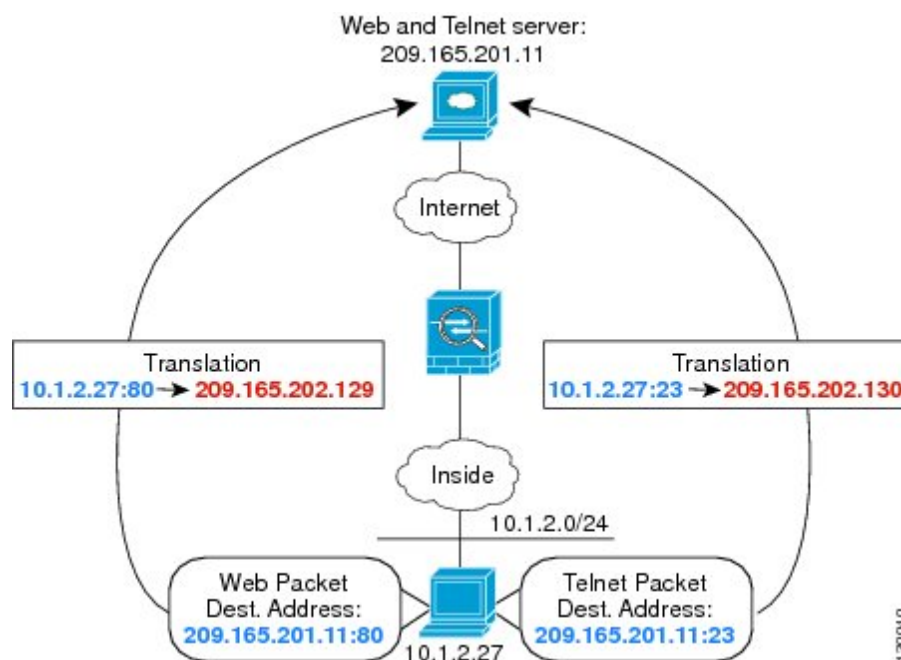 Web and Telnet server:
209.165.201.11
Internet
Translation
10.1.2.27:80 → 209.165.202.129
Translation
10.1.2.27:23 → 209.165.202.130
Inside
10.1.2.0/24
Web Packet
Dest. Address:
209.165.201.11:80
Telnet Packet
Dest. Address:
209.165.201.11:23
10.1.2.27